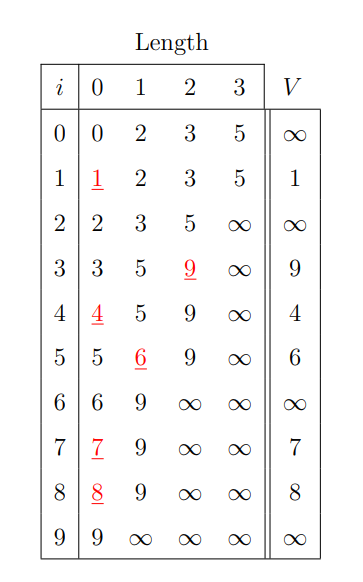 Length
i 0 1 2 3 V
0 0 2 3 5 ∞
1 1 2 3 5 1
2 2 3 5 ∞ ∞
3 3 5 9 ∞ 9
4 4 5 9 ∞ 4
5 5 6 9 ∞ 6
6 6 9 ∞ ∞ ∞
7 7 9 ∞ ∞ 7
8 8 9 ∞ ∞ 8
9 9 ∞ ∞ ∞ ∞